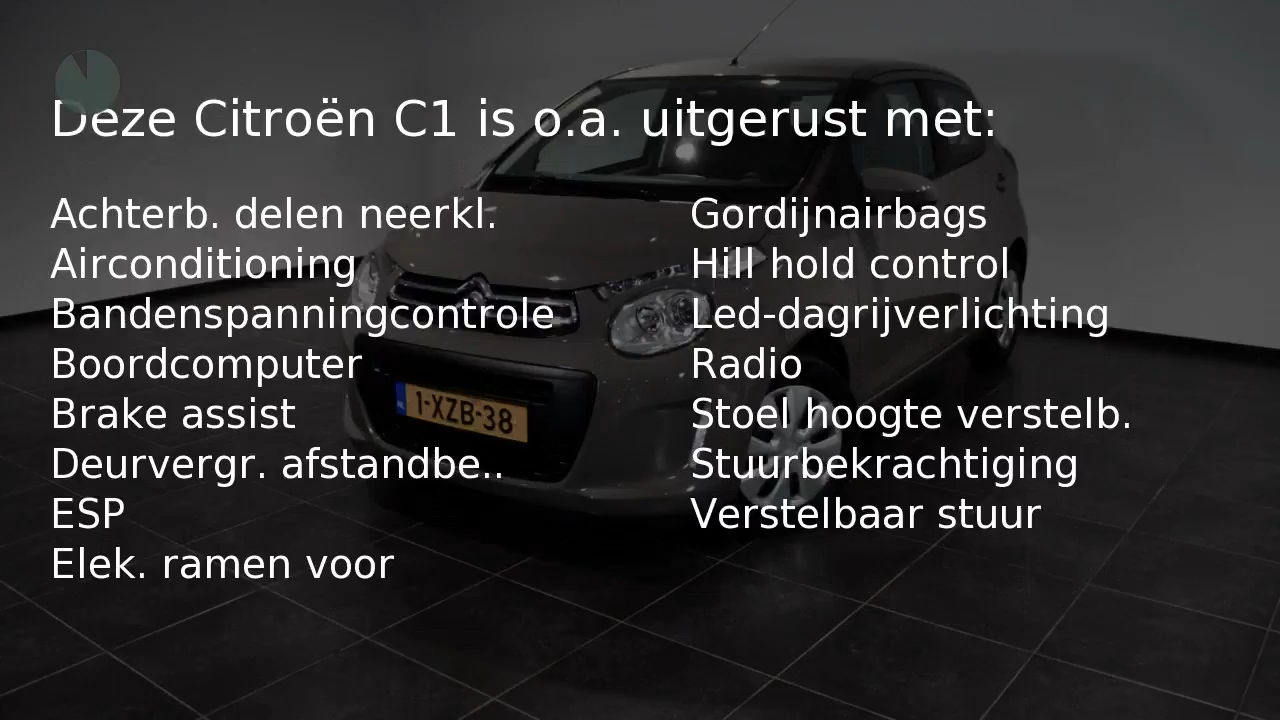 Deze Citroën C1 is o.a. uitgerust met:
Achterb. delen neerkl.
Airconditioning
Bandenspanningcontrole
Boordcomputer
Brake assist
Deurvergr. afstandbe..
ESP
Elek. ramen voor
Gordijnairbags
Hill hold control
Led-dagrijverlichting
Radio
Stoel hoogte verstelb.
Stuurbekrachtiging
Verstelbaar stuur
NL 1-XZB-38